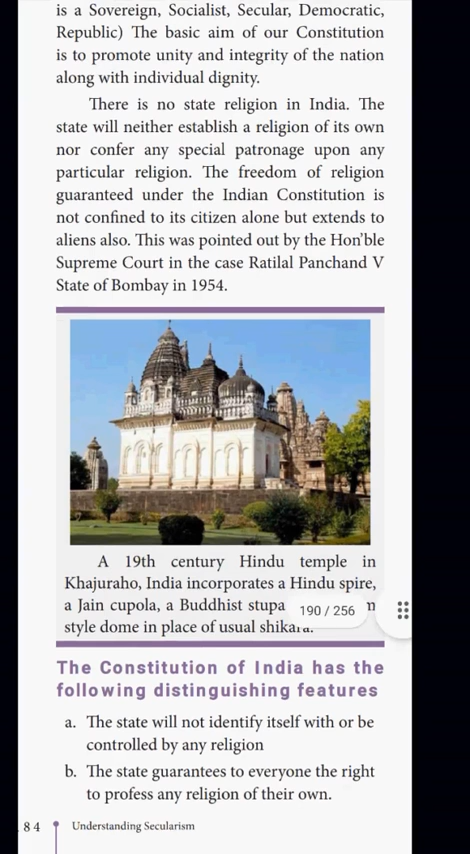 is a Sovereign, Socialist, Secular, Democratic,
Republic) The basic aim of our Constitution
is to promote unity and integrity of the nation
along with individual dignity.
There is no state religion in India. The
state will neither establish a religion of its own
nor confer any special patronage upon any
particular religion. The freedom of religion
guaranteed under the Indian Constitution is
not confined to its citizen alone but extends to
aliens also. This was pointed out by the Hon'ble
Supreme Court in the case Ratilal Panchand V
State of Bombay in 1954.
A 19th century Hindu temple in
Khajuraho, India incorporates a Hindu spire,
a Jain cupola, a Buddhist stupa
190 / 256
style dome in place of usual shikara.
The Constitution of India has the
following distinguishing features
a. The state will not identify itself with or be
controlled by any religion
b. The state guarantees to everyone the right
to profess any religion of their own.
84 Understanding Secularism